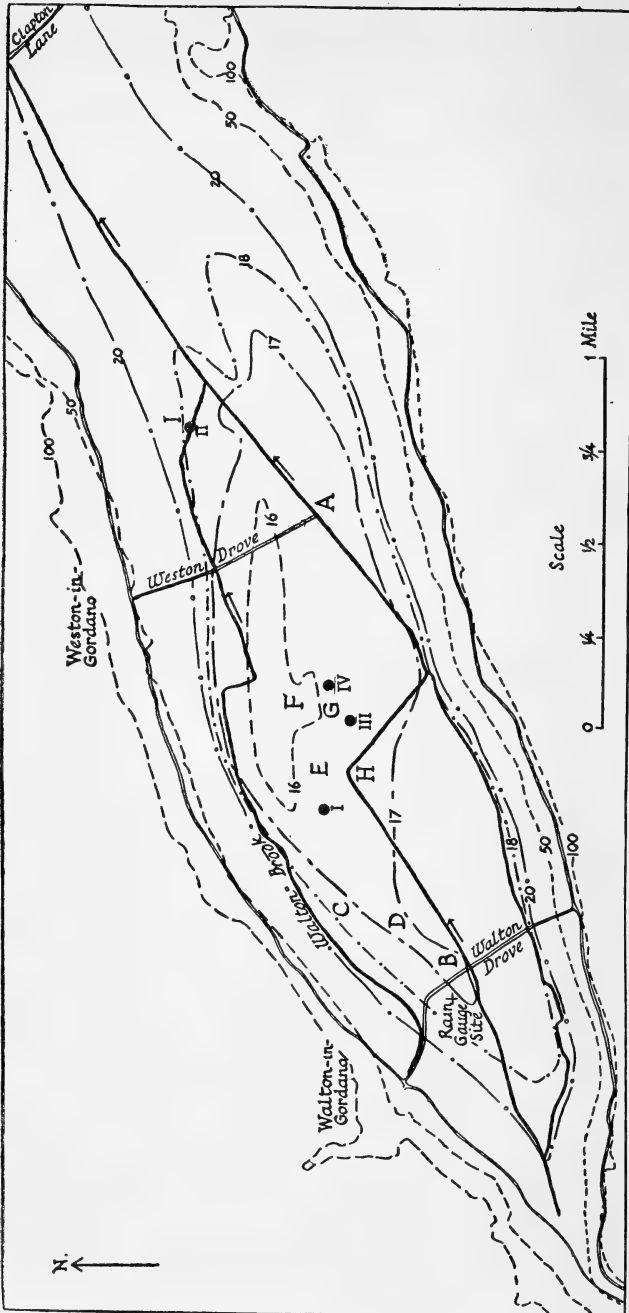 N.
Clapton
Lane
Weston-in-
Gordano
Walton-in-
Gordano
Weston Drove
Walton Brook
Walton
Drove
Rain
Gauge
Site
100
50
20
20
18
17
100
50
16
16
17
18
20
50
100
A
B
C
D
E
F
G
H
I
I
II
III
IV
Scale
0
1/4
1/2
3/4
1 Mile